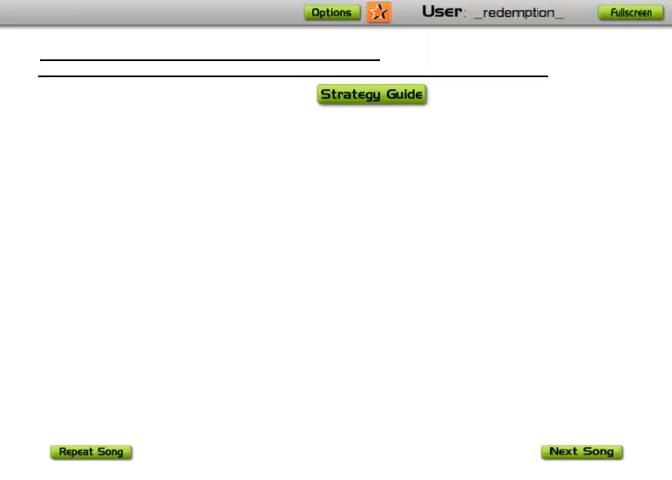 Options User: _redemption_ Fullscreen
Strategy Guide
Repeat Song Next Song